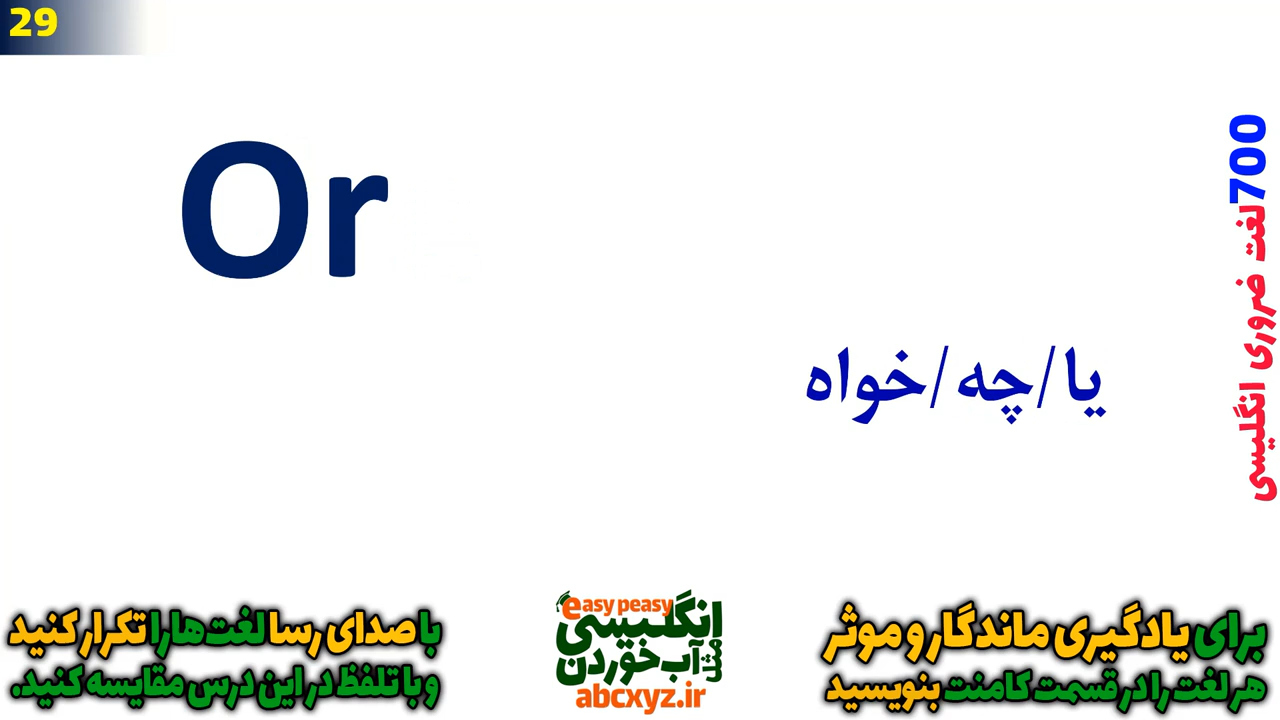 29
Or
یا/چه/خواه
700 لغت ضروری انگلیسی
برای یادگیری ماندگار و موثر
هر لغت را در قسمت کامنت بنویسید
easy peasy
انگلیسی
مثل آب خوردن
abcxyz.ir
با صدای رسا لغت‌ها را تکرار کنید
و با تلفظ در این درس مقایسه کنید.